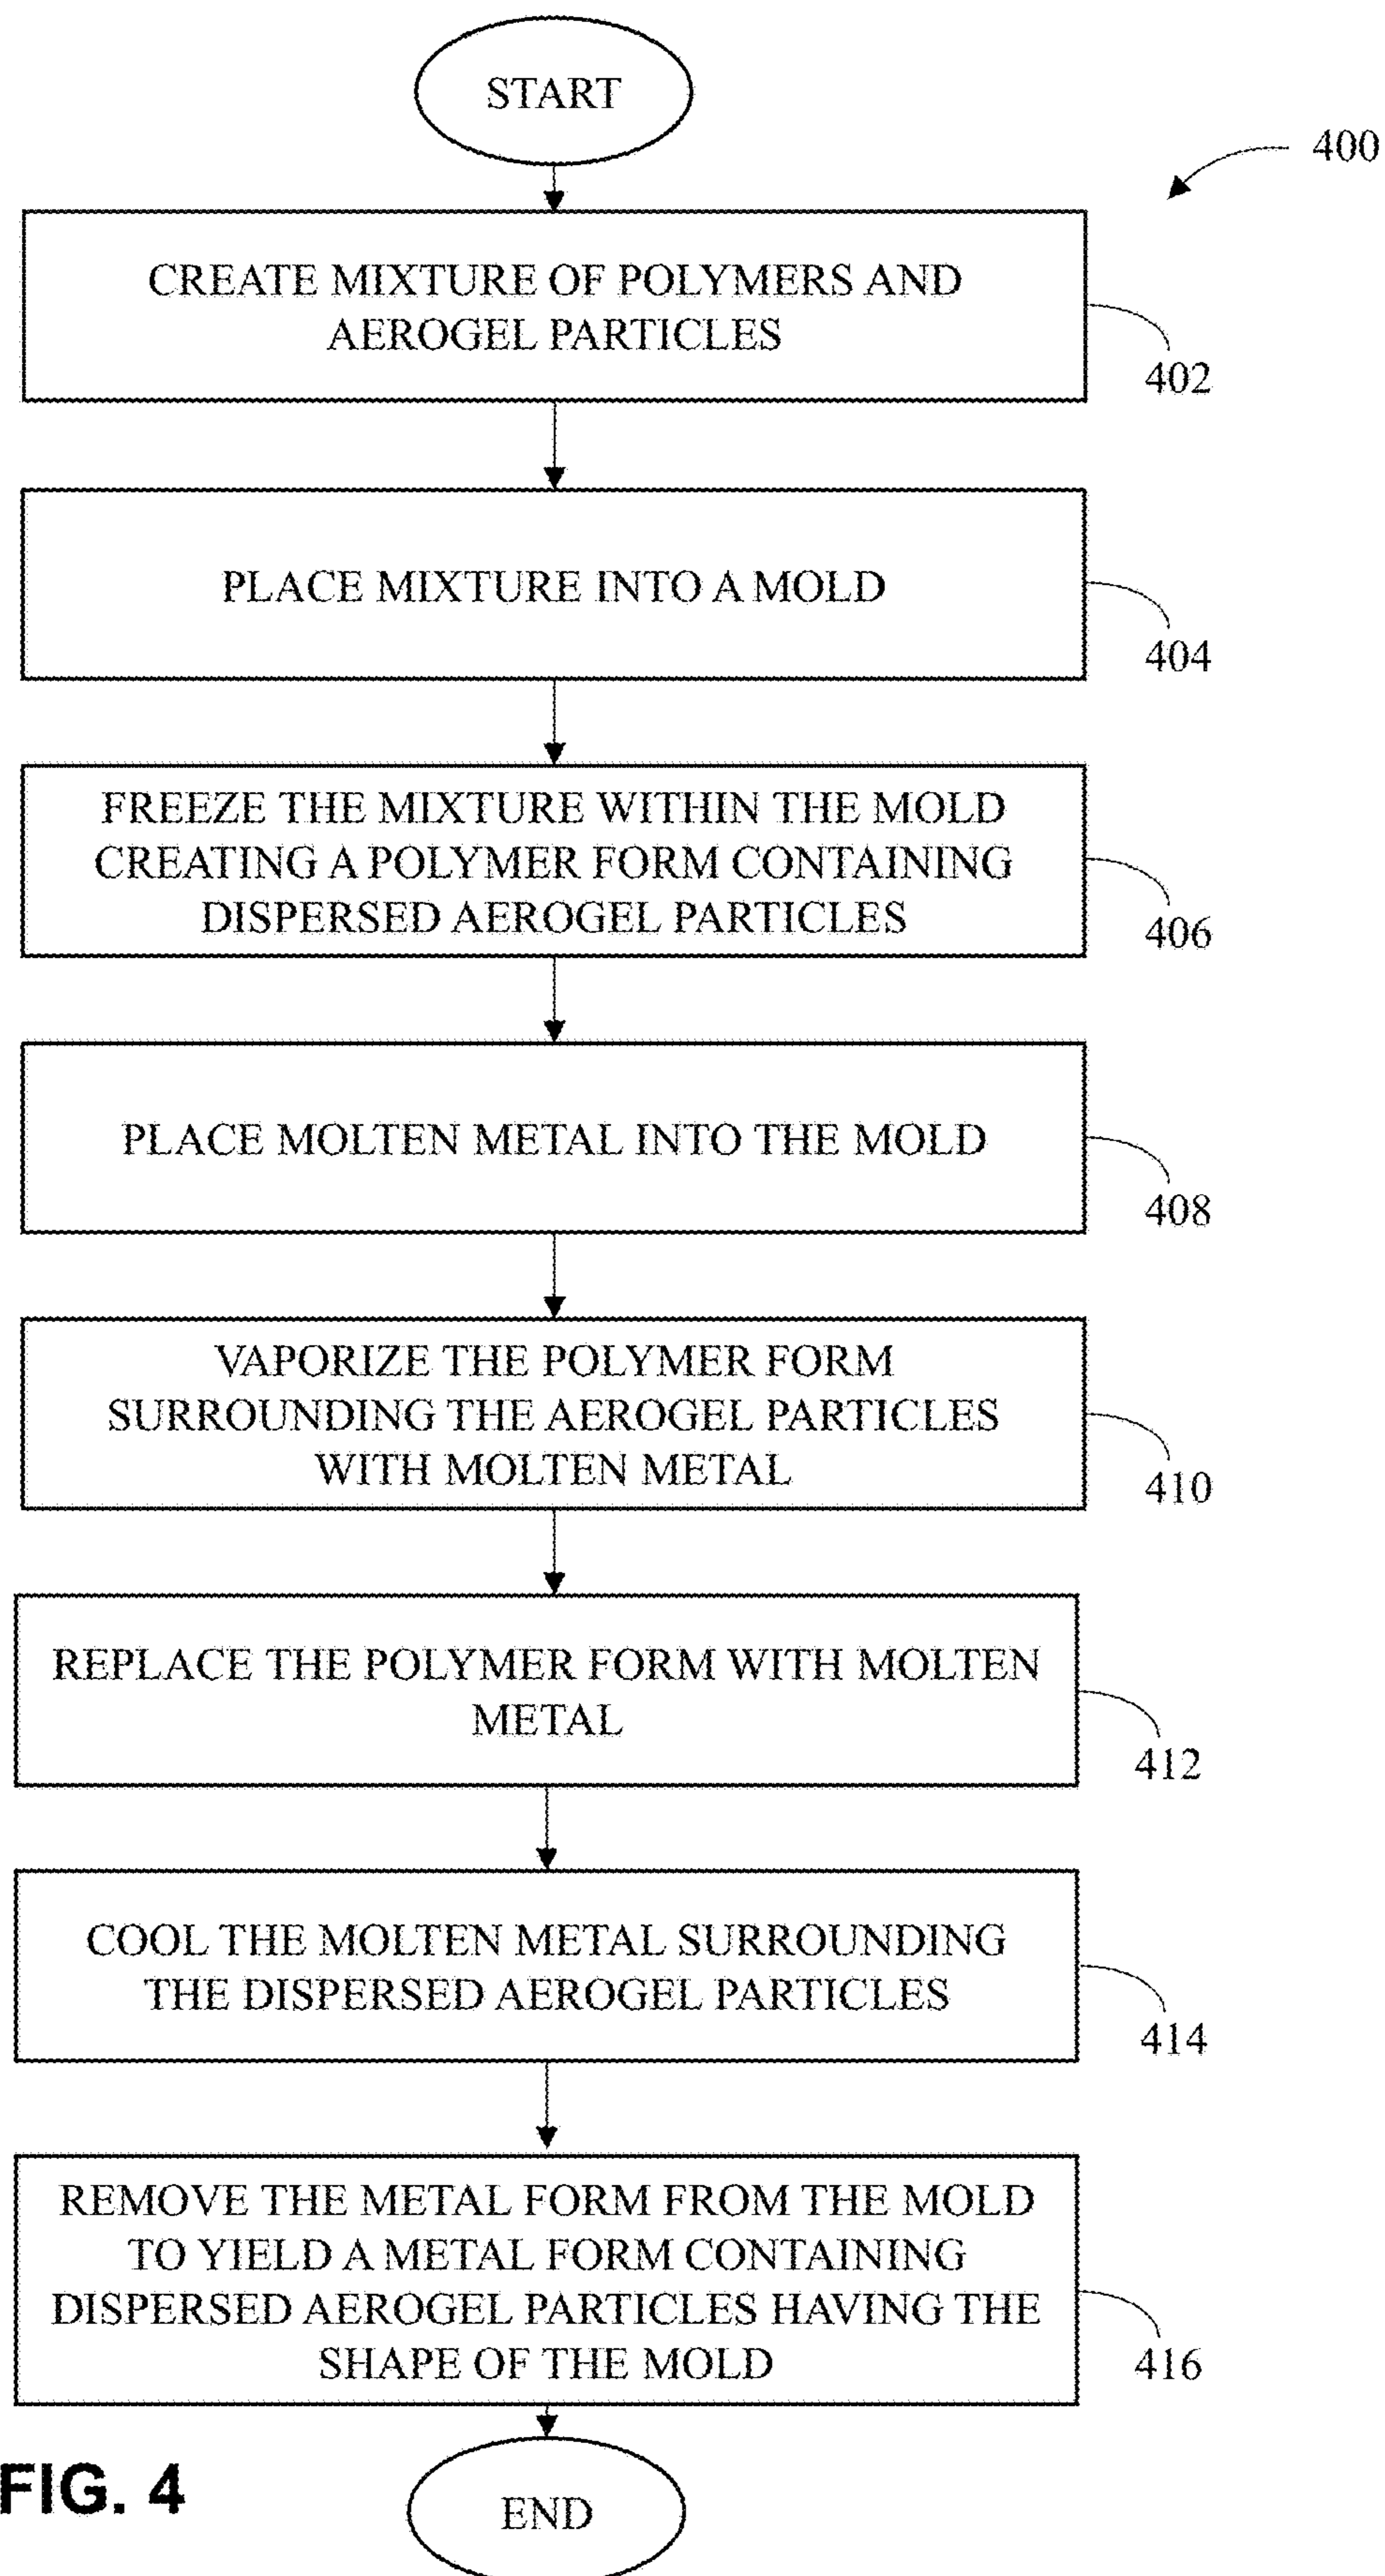 START
400
CREATE MIXTURE OF POLYMERS AND
AEROGEL PARTICLES
402
PLACE MIXTURE INTO A MOLD
404
FREEZE THE MIXTURE WITHIN THE MOLD
CREATING A POLYMER FORM CONTAINING
DISPERSED AEROGEL PARTICLES
406
PLACE MOLTEN METAL INTO THE MOLD
408
VAPORIZE THE POLYMER FORM
SURROUNDING THE AEROGEL PARTICLES
WITH MOLTEN METAL
410
REPLACE THE POLYMER FORM WITH MOLTEN
METAL
412
COOL THE MOLTEN METAL SURROUNDING
THE DISPERSED AEROGEL PARTICLES
414
REMOVE THE METAL FORM FROM THE MOLD
TO YIELD A METAL FORM CONTAINING
DISPERSED AEROGEL PARTICLES HAVING THE
SHAPE OF THE MOLD
416
FIG. 4
END